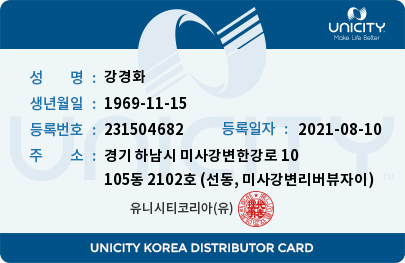 UNICITY
Make Life Better
성 명 : 강경화
생년월일 : 1969-11-15
등록번호 : 231504682 등록일자 : 2021-08-10
주 소 : 경기 하남시 미사강변한강로 10
105동 2102호 (선동, 미사강변리버뷰자이)
유니시티코리아(유)
UNICITY
UNICITY KOREA DISTRIBUTOR CARD